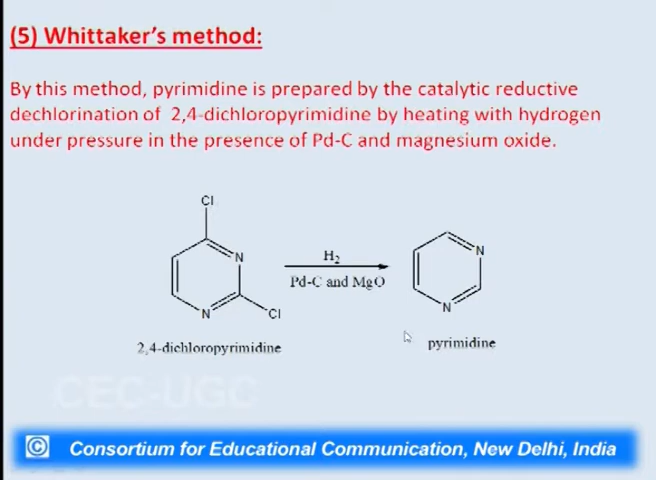 (5) Whittaker's method:
By this method, pyrimidine is prepared by the catalytic reductive
dechlorination of 2,4-dichloropyrimidine by heating with hydrogen
under pressure in the presence of Pd-C and magnesium oxide.
Cl
N
N
Cl
H₂
Pd-C and MgO
N
N
2,4-dichloropyrimidine
pyrimidine
CEC-UGC
© Consortium for Educational Communication, New Delhi, India